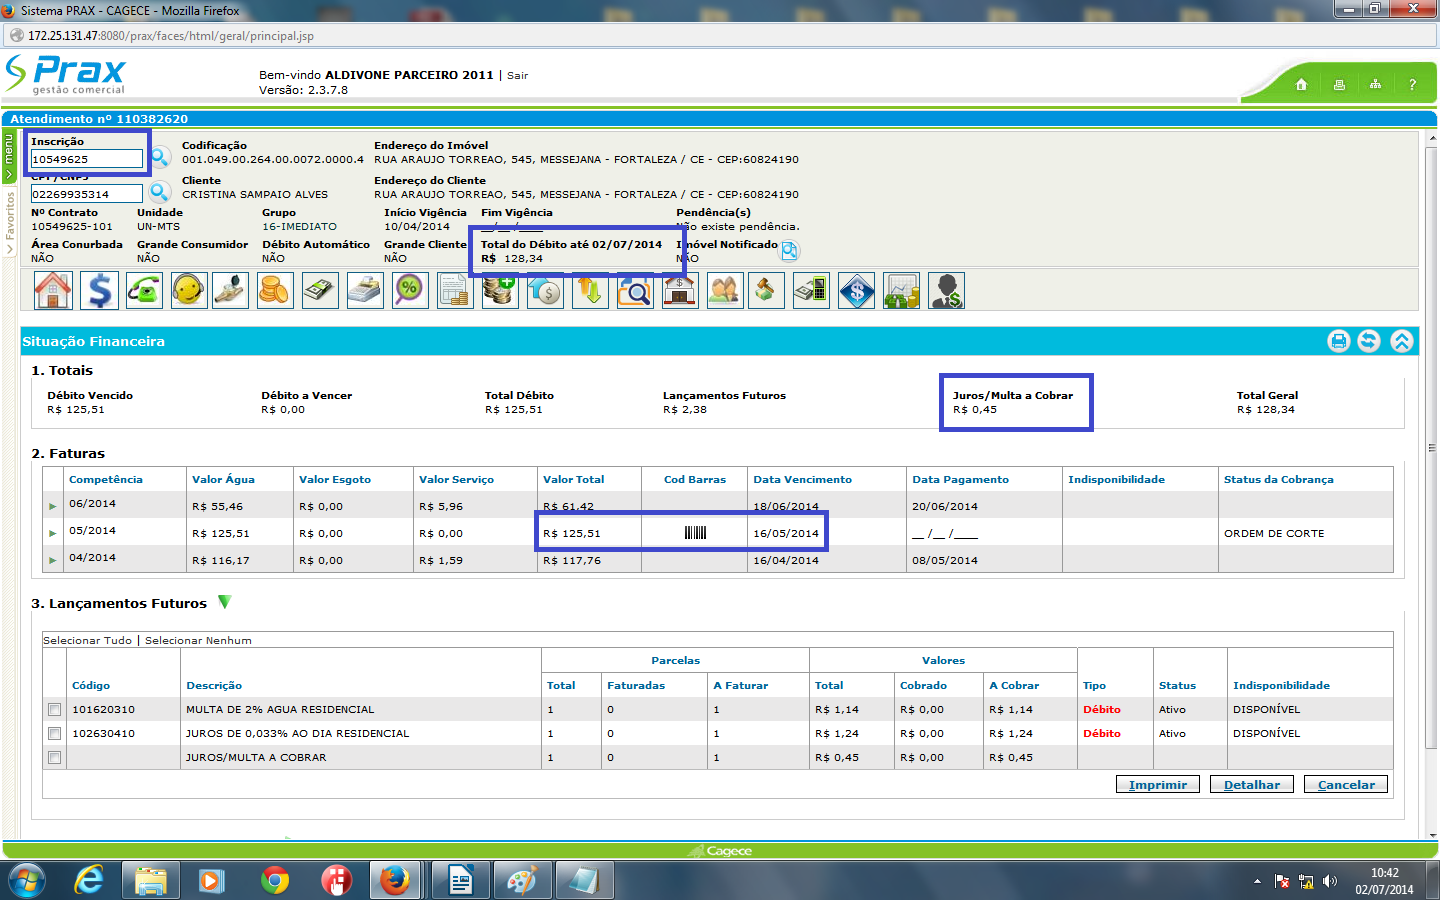 Sistema PRAX - CAGECE - Mozilla Firefox
172.25.131.47:8080/prax/faces/html/geral/principal.jsp
Prax
gestão comercial
Bem-vindo ALDIVONE PARCEIRO 2011 | Sair
Versão: 2.3.7.8
?
Atendimento nº 110382620
menu
Favoritos
Inscrição
10549625
Codificação
001.049.00.264.00.0072.0000.4
Endereço do Imóvel
RUA ARAUJO TORREAO, 545, MESSEJANA - FORTALEZA / CE - CEP:60824190
CPF/CNPJ
02269935314
Cliente
CRISTINA SAMPAIO ALVES
Endereço do Cliente
RUA ARAUJO TORREAO, 545, MESSEJANA - FORTALEZA / CE - CEP:60824190
Nº Contrato Unidade Grupo Início Vigência Fim Vigência Pendência(s)
10549625-101 UN-MTS 16-IMEDIATO 10/04/2014 __/__/____ Não existe pendência.
Área Conurbada Grande Consumidor Débito Automático Grande Cliente Total do Débito até 02/07/2014 Imóvel Notificado
NÃO NÃO NÃO NÃO R$ 128,34 NÃO
Situação Financeira
1. Totais
Débito Vencido Débito a Vencer Total Débito Lançamentos Futuros Juros/Multa a Cobrar Total Geral
R$ 125,51 R$ 0,00 R$ 125,51 R$ 2,38 R$ 0,45 R$ 128,34
2. Faturas
Competência Valor Água Valor Esgoto Valor Serviço Valor Total Cod Barras Data Vencimento Data Pagamento Indisponibilidade Status da Cobrança
06/2014 R$ 55,46 R$ 0,00 R$ 5,96 R$ 61,42 18/06/2014 20/06/2014
05/2014 R$ 125,51 R$ 0,00 R$ 0,00 R$ 125,51 16/05/2014 __ /__ /____ ORDEM DE CORTE
04/2014 R$ 116,17 R$ 0,00 R$ 1,59 R$ 117,76 16/04/2014 08/05/2014
3. Lançamentos Futuros
Selecionar Tudo | Selecionar Nenhum
Parcelas Valores
Código Descrição Total Faturadas A Faturar Total Cobrado A Cobrar Tipo Status Indisponibilidade
101620310 MULTA DE 2% AGUA RESIDENCIAL 1 0 1 R$ 1,14 R$ 0,00 R$ 1,14 Débito Ativo DISPONÍVEL
102630410 JUROS DE 0,033% AO DIA RESIDENCIAL 1 0 1 R$ 1,24 R$ 0,00 R$ 1,24 Débito Ativo DISPONÍVEL
JUROS/MULTA A COBRAR 1 0 1 R$ 0,45 R$ 0,00 R$ 0,45
Imprimir Detalhar Cancelar
Cagece
10:42
02/07/2014